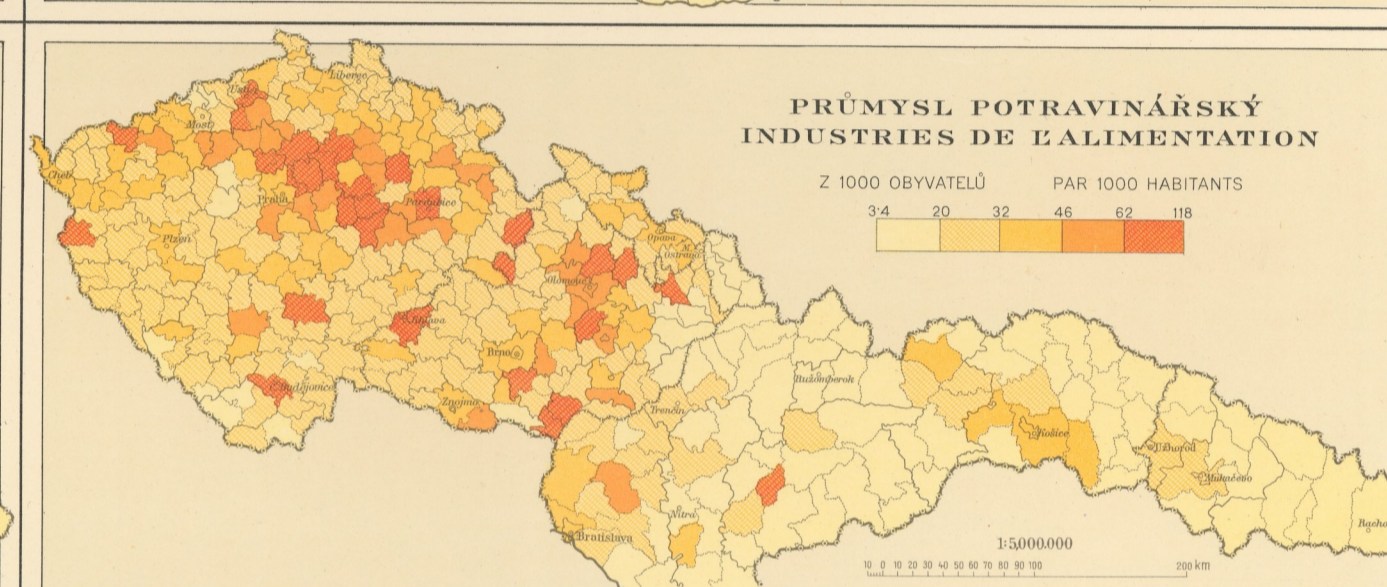 PRŮMYSL POTRAVINÁŘSKÝ
INDUSTRIES DE L'ALIMENTATION
Z 1000 OBYVATELŮ PAR 1000 HABITANTS
3·4 20 32 46 62 118
Liberec
Ústí
Most
Cheb
Praha
Pardubice
Plzeň
Opava
M. Ostrava
Olomouc
Jihlava
Brno
Č. Budějovice
Znojmo
Ružomberok
Trenčín
Košice
Užhorod
Mukačevo
Nitra
Bratislava
Racho
1:5,000.000
10 0 10 20 30 40 50 60 70 80 90 100 200 km